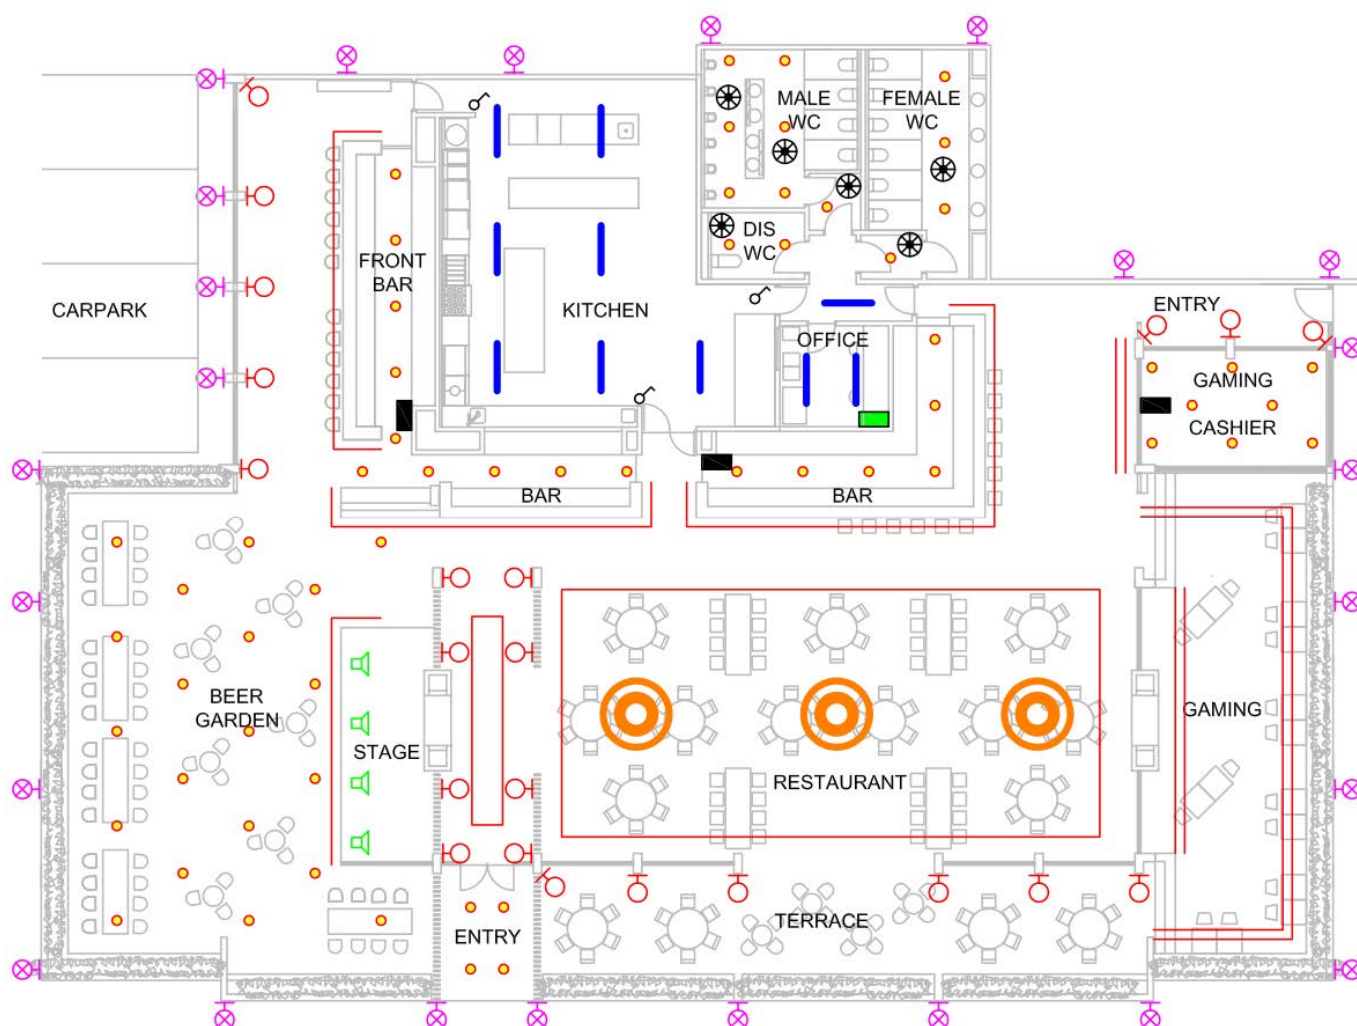 MALE
WC
FEMALE
WC
DIS
WC
FRONT
BAR
CARPARK
KITCHEN
ENTRY
OFFICE
GAMING
CASHIER
BAR
BAR
BEER
GARDEN
STAGE
GAMING
RESTAURANT
TERRACE
ENTRY